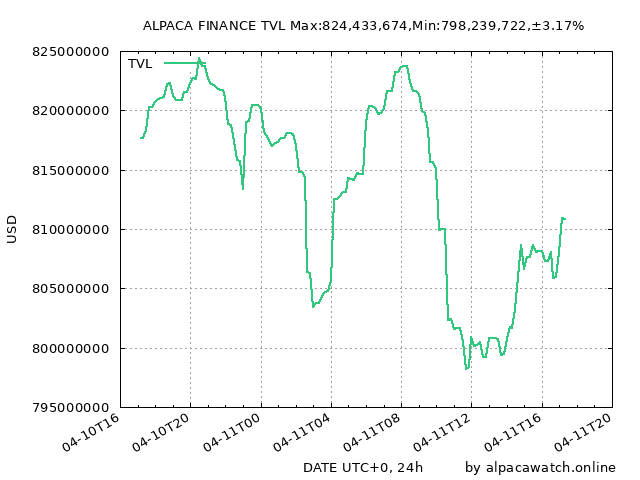 ALPACA FINANCE TVL Max:824,433,674,Min:798,239,722,±3.17%
825000000
TVL
820000000
815000000
810000000
805000000
800000000
795000000
USD
04-10T16
04-10T20
04-11T00
04-11T04
04-11T08
04-11T12
04-11T16
04-11T20
DATE UTC+0, 24h
by alpacawatch.online